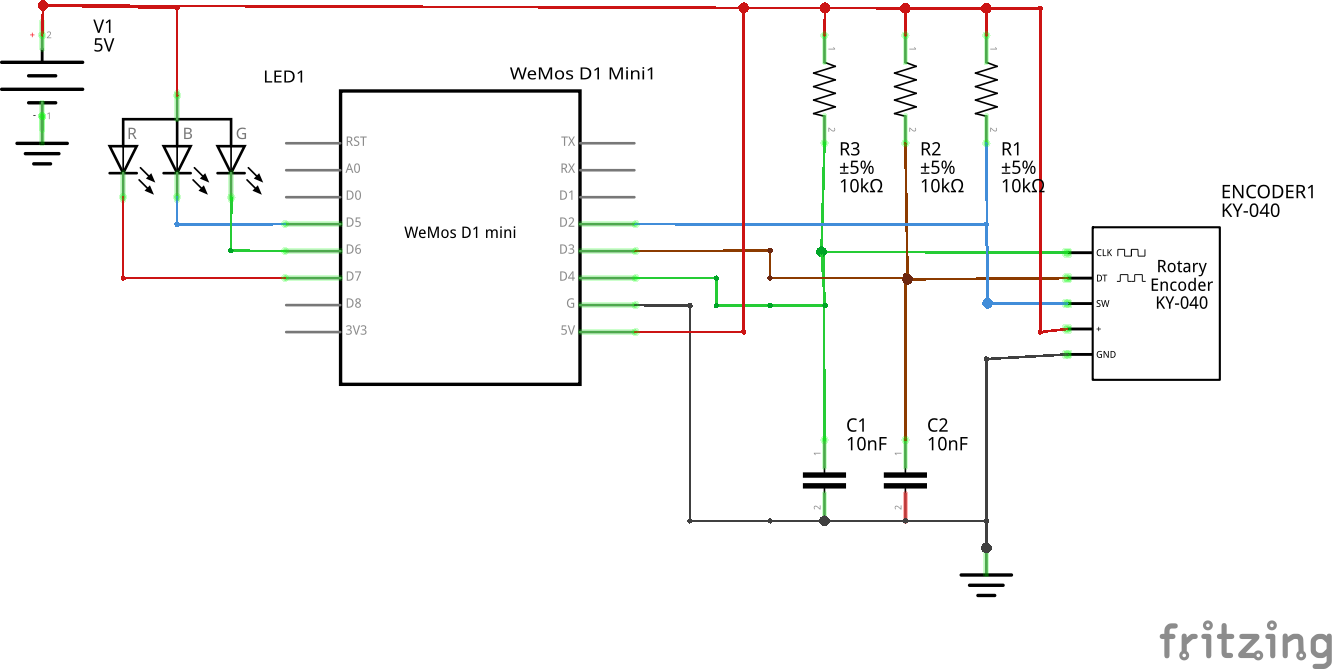 V1
5V
+
2
-
1
LED1
R
B
G
WeMos D1 Mini1
RST
A0
D0
D5
D6
D7
D8
3V3
WeMos D1 mini
TX
RX
D1
D2
D3
D4
G
5V
1
2
R3
±5%
10kΩ
1
2
R2
±5%
10kΩ
1
2
R1
±5%
10kΩ
ENCODER1
KY-040
CLK
DT
SW
+
GND
Rotary
Encoder
KY-040
C1
10nF
1
2
C2
10nF
1
2
fritzing